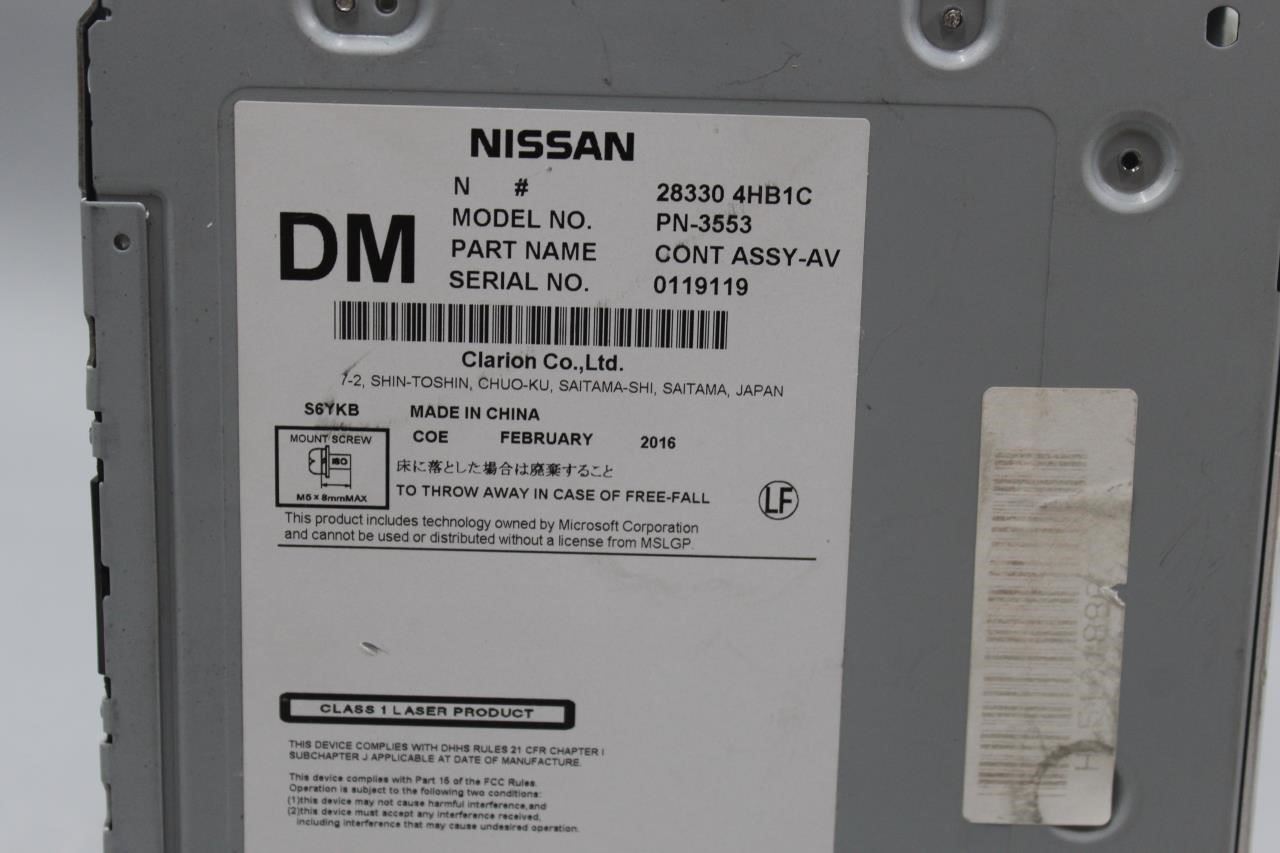 NISSAN
N # 28330 4HB1C
DM
MODEL NO. PN-3553
PART NAME CONT ASSY-AV
SERIAL NO. 0119119
Clarion Co.,Ltd.
7-2, SHIN-TOSHIN, CHUO-KU, SAITAMA-SHI, SAITAMA, JAPAN
S6YKB MADE IN CHINA
COE FEBRUARY 2016
MOUNT SCREW
ISO
M5×8mmMAX
床に落とした場合は廃棄すること
TO THROW AWAY IN CASE OF FREE-FALL
LF
This product includes technology owned by Microsoft Corporation
and cannot be used or distributed without a license from MSLGP.
CLASS 1 LASER PRODUCT
THIS DEVICE COMPLIES WITH DHHS RULES 21 CFR CHAPTER I
SUBCHAPTER J APPLICABLE AT DATE OF MANUFACTURE.
This device complies with Part 15 of the FCC Rules.
Operation is subject to the following two conditions:
(1)this device may not cause harmful interference,and
(2)this device must accept any interference received,
including interference that may cause undesired operation.